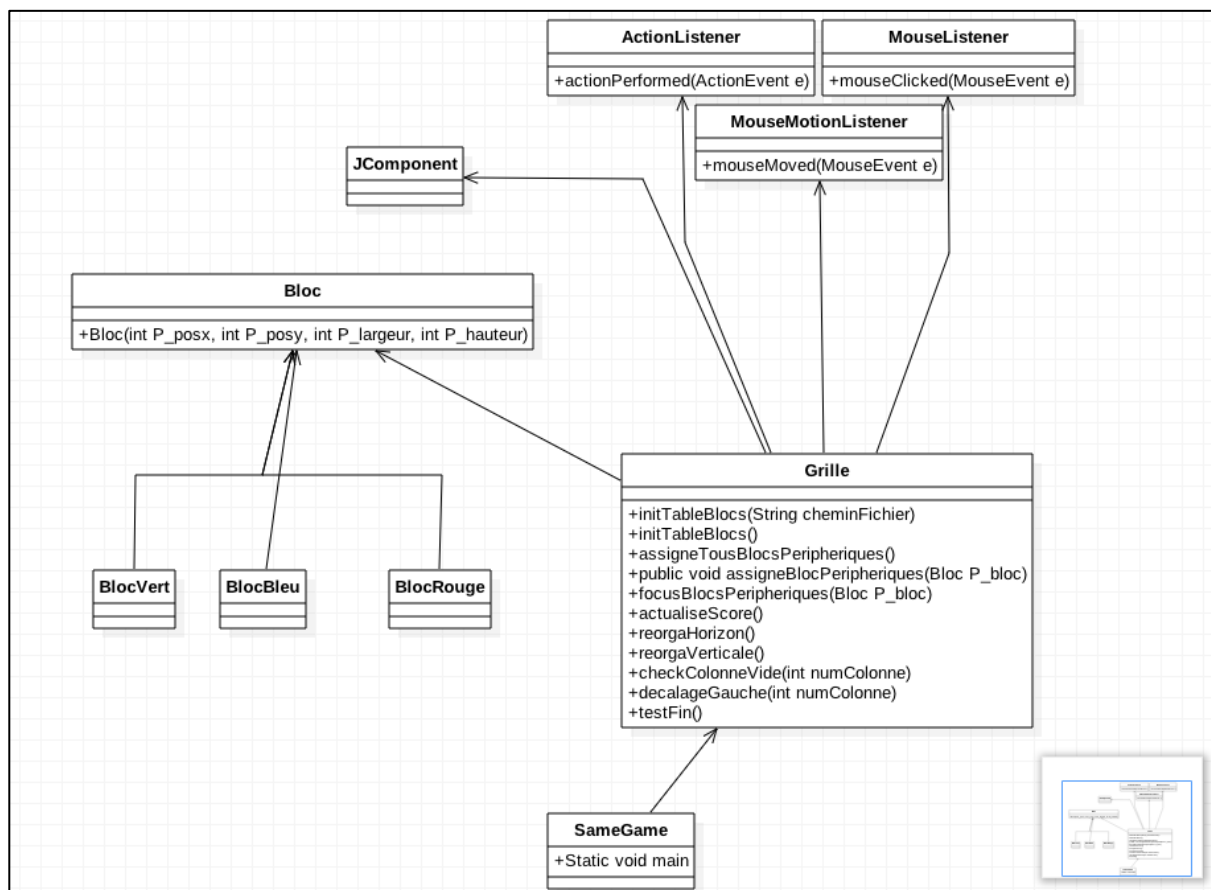 ActionListener
+actionPerformed(ActionEvent e)
MouseListener
+mouseClicked(MouseEvent e)
MouseMotionListener
+mouseMoved(MouseEvent e)
JComponent
Bloc
+Bloc(int P_posx, int P_posy, int P_largeur, int P_hauteur)
Grille
+initTableBlocs(String cheminFichier)
+initTableBlocs()
+assigneTousBlocsPeripheriques()
+public void assigneBlocPeripheriques(Bloc P_bloc)
+focusBlocsPeripheriques(Bloc P_bloc)
+actualiseScore()
+reorgaHorizon()
+reorgaVerticale()
+checkColonneVide(int numColonne)
+decalageGauche(int numColonne)
+testFin()
BlocVert
BlocBleu
BlocRouge
SameGame
+Static void main